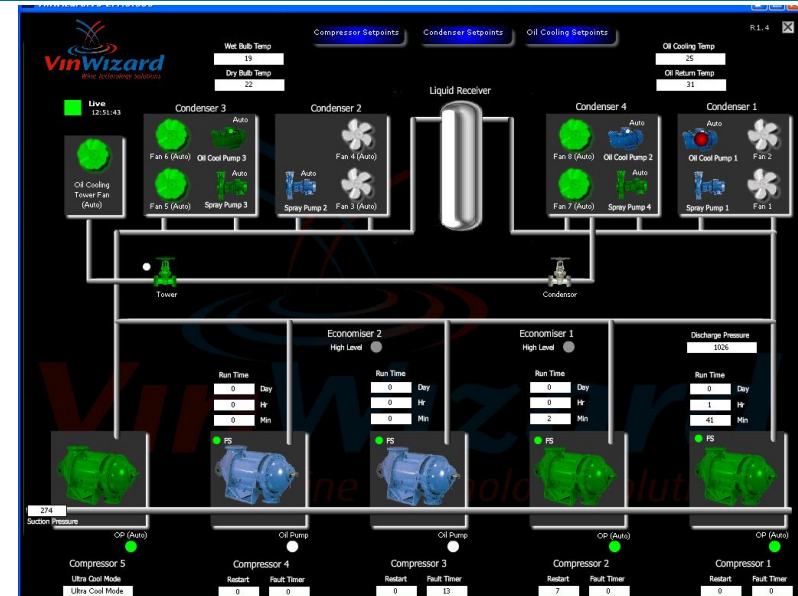 Compressor Setpoints
Condenser Setpoints
Oil Cooling Setpoints
R1.4
VinWizard
Wine Technology Solutions
Wet Bulb Temp
19
Dry Bulb Temp
22
Oil Cooling Temp
25
Oil Return Temp
31
Liquid Receiver
Live
12:51:43
Condenser 3
Condenser 2
Condenser 4
Condenser 1
Auto
Fan 6 (Auto)
Oil Cool Pump 3
Auto
Fan 5 (Auto)
Spray Pump 3
Fan 4 (Auto)
Auto
Spray Pump 2
Fan 3 (Auto)
Auto
Fan 8 (Auto)
Oil Cool Pump 2
Auto
Fan 7 (Auto)
Spray Pump 4
Auto
Oil Cool Pump 1
Fan 2
Auto
Spray Pump 1
Fan 1
Oil Cooling
Tower Fan
(Auto)
Tower
Condensor
Economiser 2
High Level
Economiser 1
High Level
Discharge Pressure
1026
Run Time
0 Day
0 Hr
0 Min
Run Time
0 Day
0 Hr
0 Min
Run Time
0 Day
0 Hr
2 Min
Run Time
0 Day
1 Hr
41 Min
FS
FS
FS
FS
274
Suction Pressure
OP (Auto)
Oil Pump
Oil Pump
OP (Auto)
OP (Auto)
Compressor 5
Ultra Cool Mode
Ultra Cool Mode
Compressor 4
Restart Fault Timer
0 0
Compressor 3
Restart Fault Timer
0 13
Compressor 2
Restart Fault Timer
7 0
Compressor 1
Restart Fault Timer
0 0